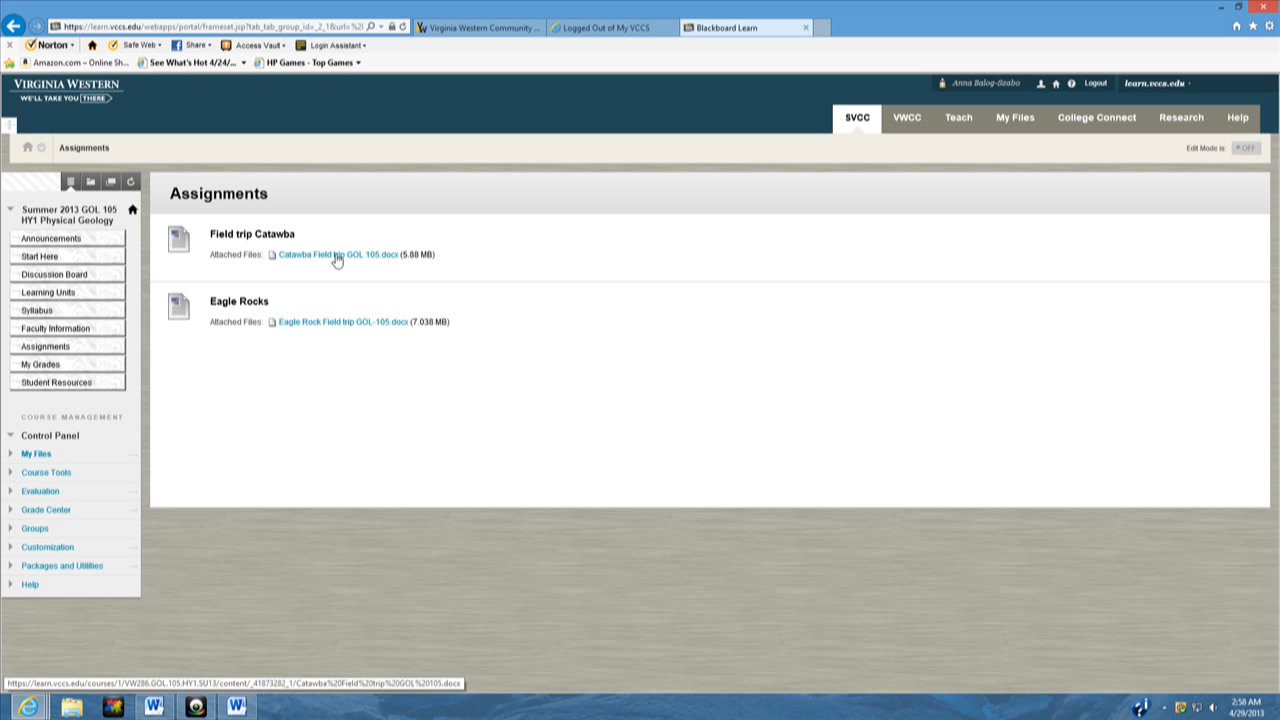 https://learn.vccs.edu/webapps/portal/frameset.jsp?tab_tab_group_id=_2_1&url=%2l
Virginia Western Community ...
Logged Out of My VCCS
Blackboard Learn
Norton
Safe Web
Share
Access Vault
Login Assistant
Amazon.com – Online Sh...
See What's Hot 4/24/...
HP Games - Top Games
VIRGINIA WESTERN
WE'LL TAKE YOU THERE
Anna Balog-Szabo
Logout
learn.vccs.edu
SVCC
VWCC
Teach
My Files
College Connect
Research
Help
Assignments
Edit Mode is:
OFF
Summer 2013 GOL 105
HY1 Physical Geology
Announcements
Start Here
Discussion Board
Learning Units
Syllabus
Faculty Information
Assignments
My Grades
Student Resources
COURSE MANAGEMENT
Control Panel
My Files
Course Tools
Evaluation
Grade Center
Groups
Customization
Packages and Utilities
Help
Assignments
Field trip Catawba
Attached Files: Catawba Field trip GOL 105.docx (5.88 MB)
Eagle Rocks
Attached Files: Eagle Rock Field trip GOL-105.docx (7.038 MB)
https://learn.vccs.edu/courses/1/VW286.GOL.105.HY1.SU13/content/_41873282_1/Catawba%20Field%20trip%20GOL%20105.docx
2:58 AM
4/29/2013